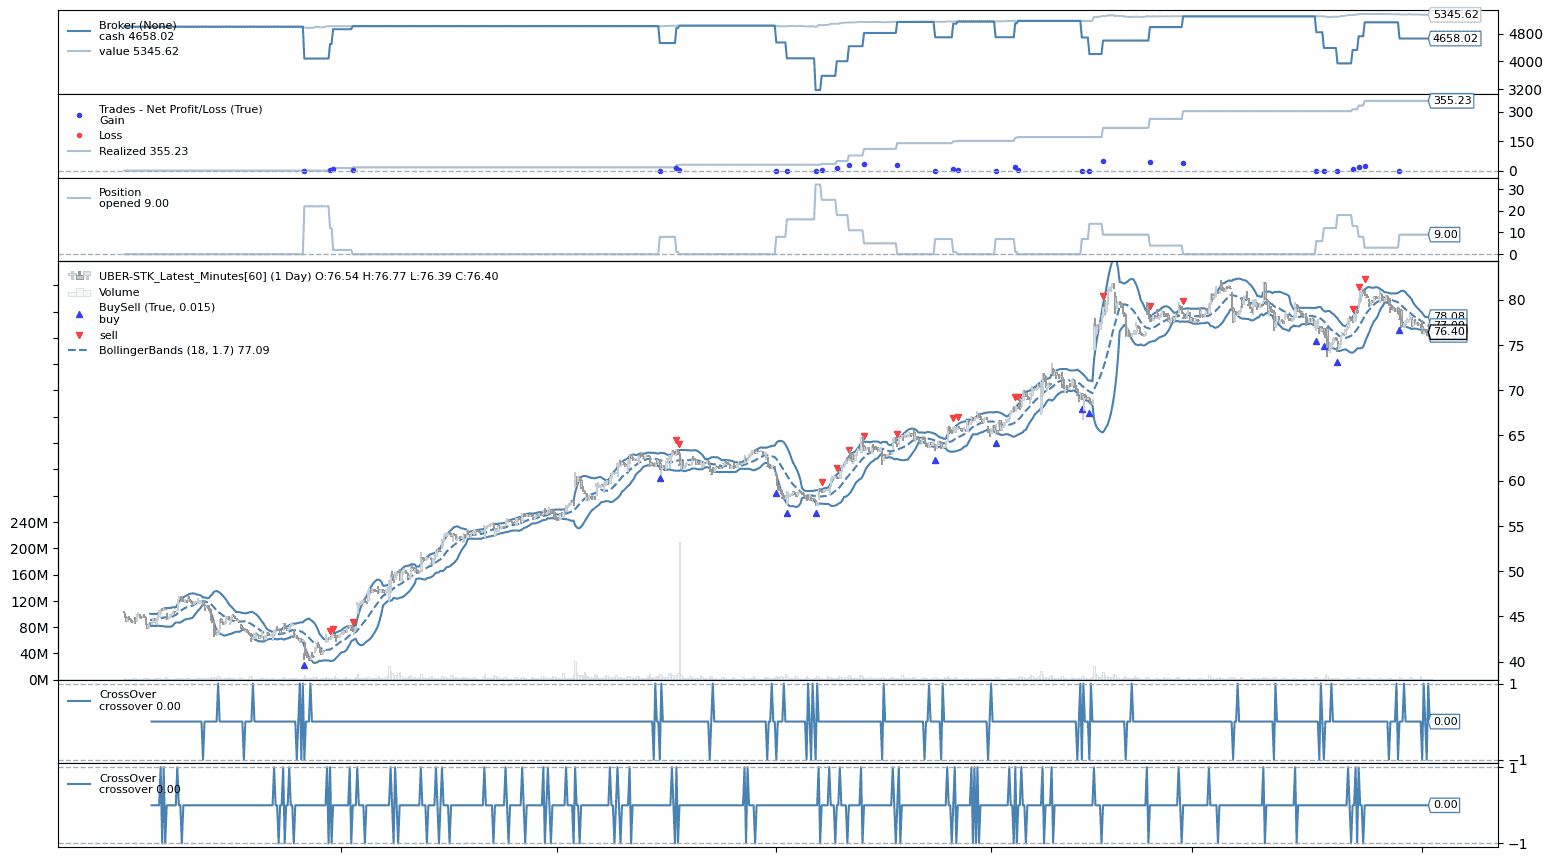 Broker (None)
cash 4658.02
value 5345.62
5345.62
4800
4658.02
4000
3200
Trades - Net Profit/Loss (True)
Gain
Loss
Realized 355.23
355.23
300
150
0
Position
opened 9.00
30
20
9.00
10
0
UBER-STK_Latest_Minutes[60] (1 Day) O:76.54 H:76.77 L:76.39 C:76.40
Volume
BuySell (True, 0.015)
buy
sell
BollingerBands (18, 1.7) 77.09
80
78.08
77.09
76.40
75
70
65
60
55
50
45
40
240M
200M
160M
120M
80M
40M
0M
CrossOver
crossover 0.00
1
0.00
−1
CrossOver
crossover 0.00
1
0.00
−1